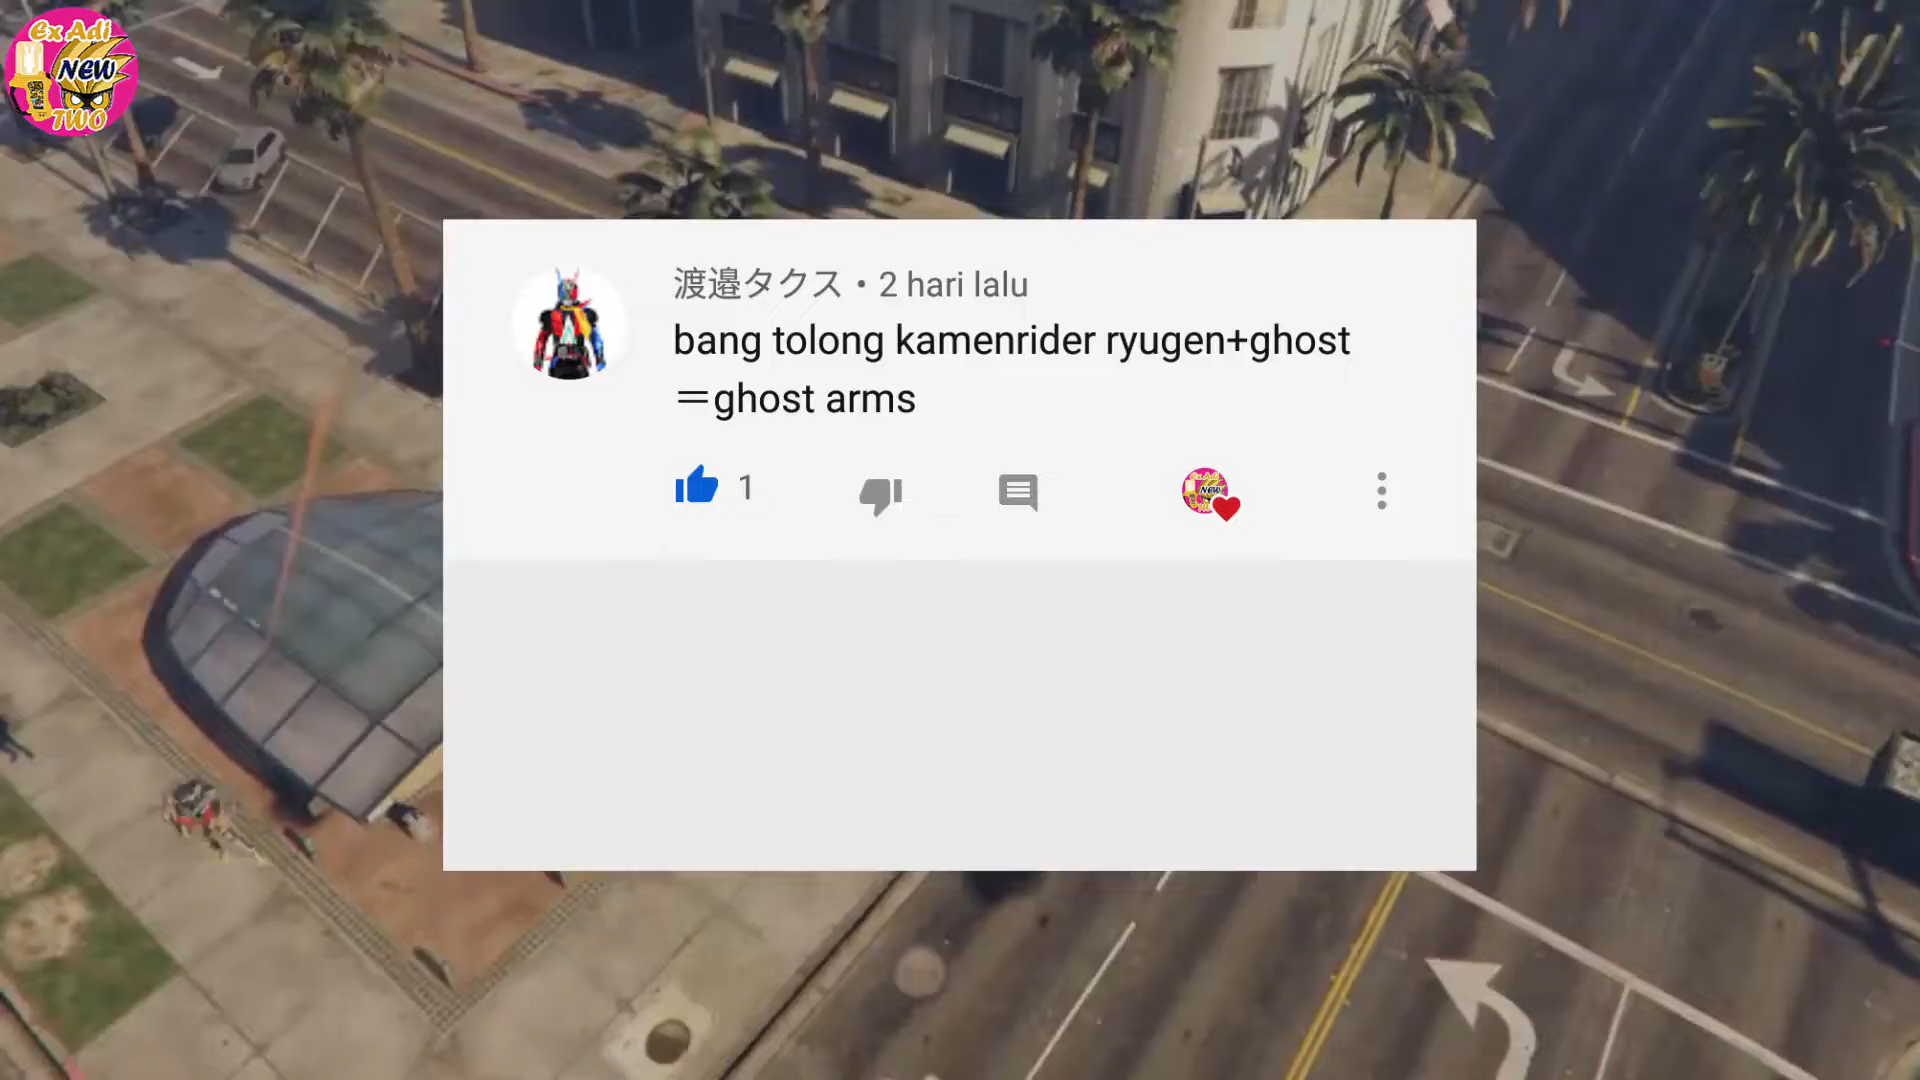 Ex Adi
NEW
TWO
渡邉タクス • 2 hari lalu
bang tolong kamenrider ryugen+ghost
＝ghost arms
1
NEW